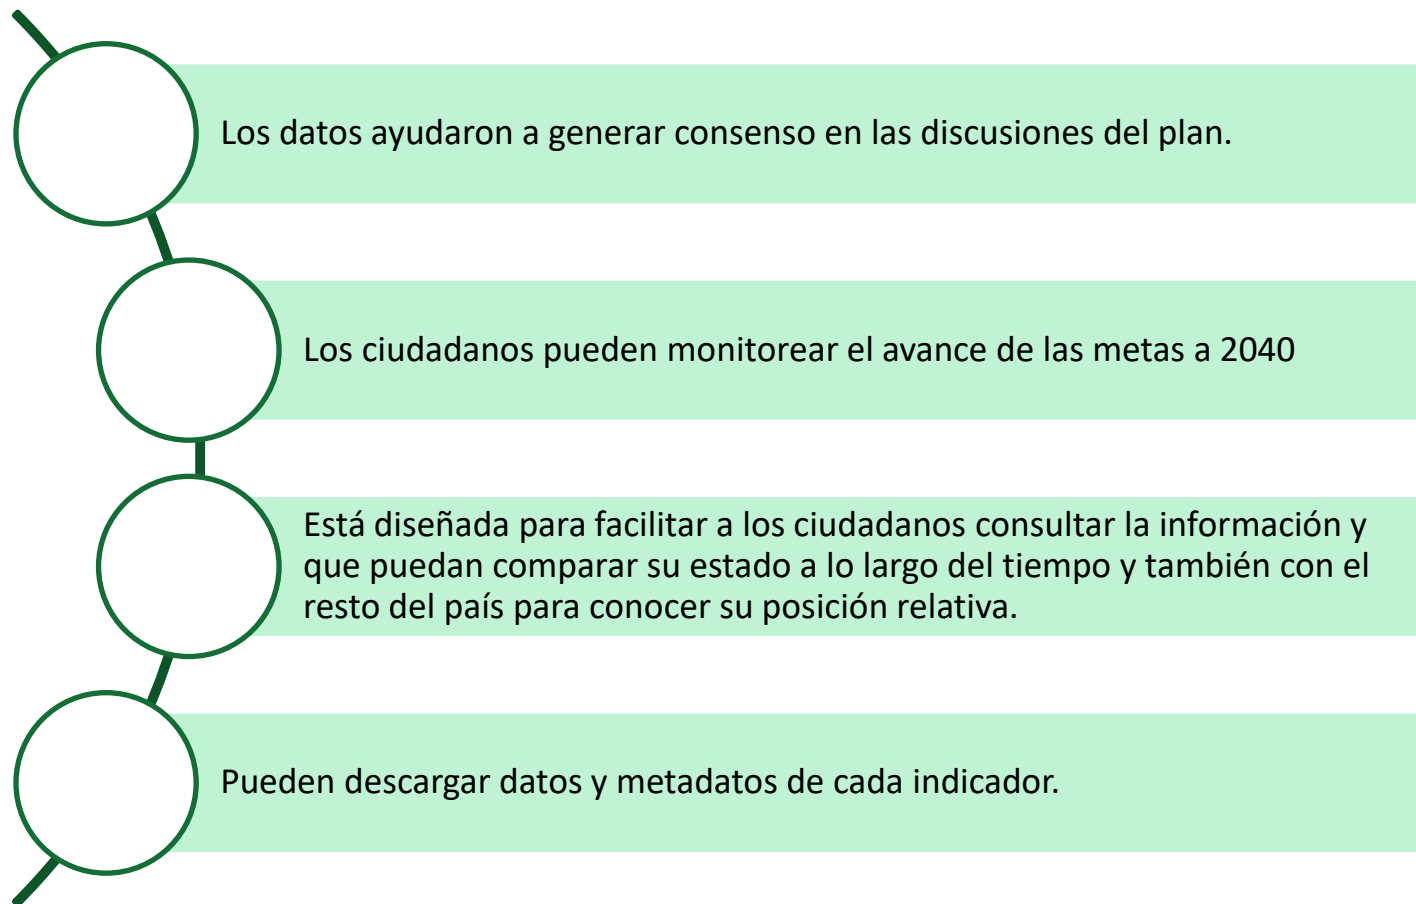 Los datos ayudaron a generar consenso en las discusiones del plan.
Los ciudadanos pueden monitorear el avance de las metas a 2040
Está diseñada para facilitar a los ciudadanos consultar la información y
que puedan comparar su estado a lo largo del tiempo y también con el
resto del país para conocer su posición relativa.
Pueden descargar datos y metadatos de cada indicador.